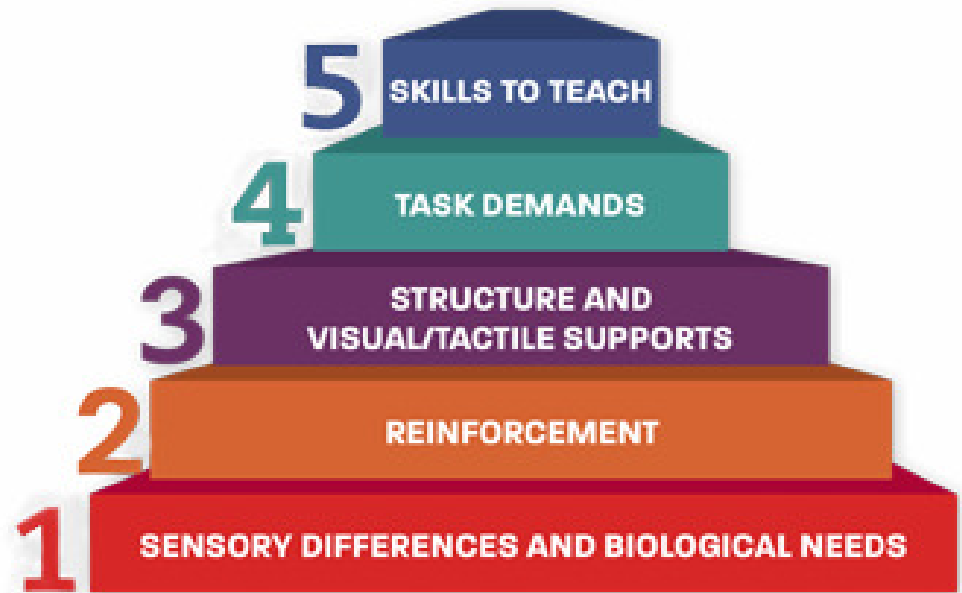 5
SKILLS TO TEACH
4
TASK DEMANDS
3
STRUCTURE AND
VISUAL/TACTILE SUPPORTS
2
REINFORCEMENT
1
SENSORY DIFFERENCES AND BIOLOGICAL NEEDS